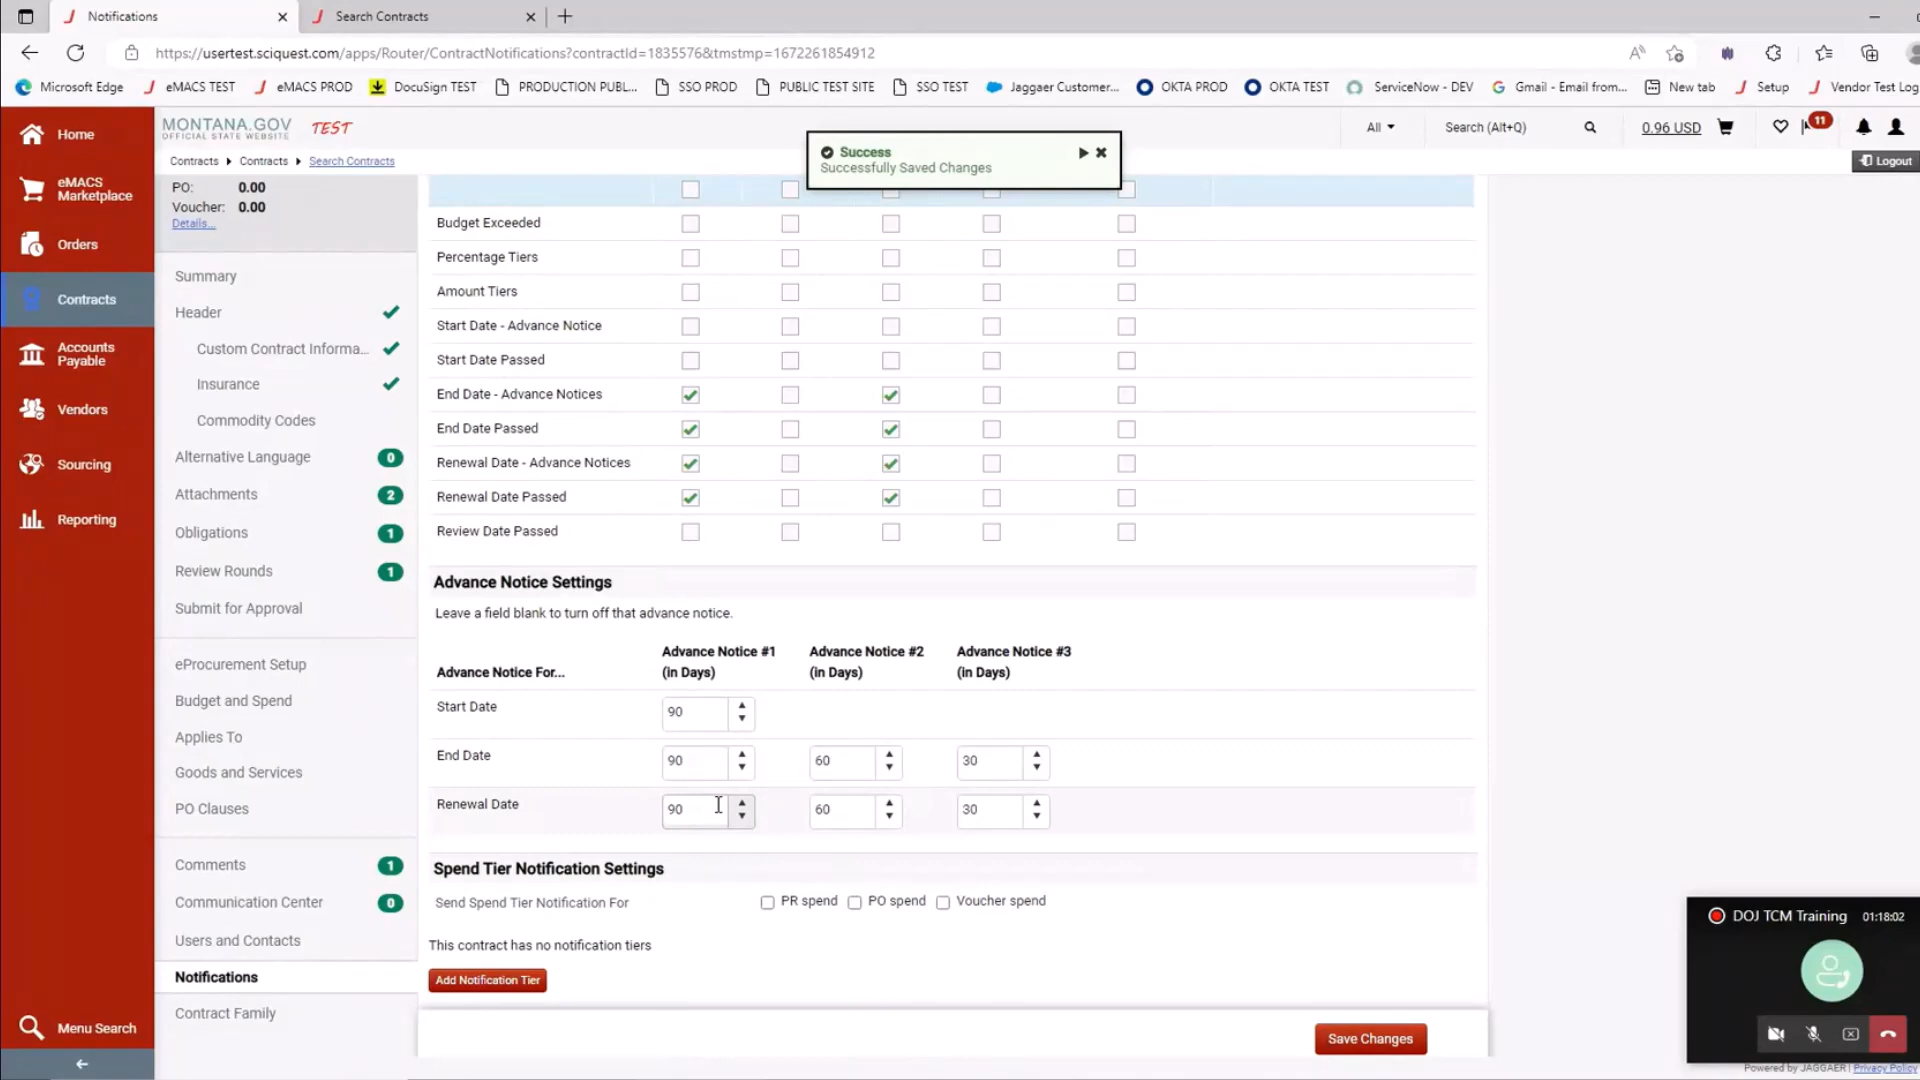 Notifications
Search Contracts
https://usertest.sciquest.com/apps/Router/ContractNotifications?contractId=1835576&tmstmp=1672261854912
Microsoft Edge
eMACS TEST
eMACS PROD
DocuSign TEST
PRODUCTION PUBL...
SSO PROD
PUBLIC TEST SITE
SSO TEST
Jaggaer Customer...
OKTA PROD
OKTA TEST
ServiceNow - DEV
Gmail - Email from...
New tab
Setup
Vendor Test Log
Home
eMACS
Marketplace
Orders
Contracts
Accounts
Payable
Vendors
Sourcing
Reporting
Menu Search
MONTANA.GOV
OFFICIAL STATE WEBSITE
TEST
All
Search (Alt+Q)
0.96 USD
11
Contracts
Contracts
Search Contracts
Logout
Success
Successfully Saved Changes
PO: 0.00
Voucher: 0.00
Details...
Summary
Header
Custom Contract Informa...
Insurance
Commodity Codes
Alternative Language 0
Attachments 2
Obligations 1
Review Rounds 1
Submit for Approval
eProcurement Setup
Budget and Spend
Applies To
Goods and Services
PO Clauses
Comments 1
Communication Center 0
Users and Contacts
Notifications
Contract Family
Budget Exceeded
Percentage Tiers
Amount Tiers
Start Date - Advance Notice
Start Date Passed
End Date - Advance Notices
End Date Passed
Renewal Date - Advance Notices
Renewal Date Passed
Review Date Passed
Advance Notice Settings
Leave a field blank to turn off that advance notice.
Advance Notice For...
Advance Notice #1
(in Days)
Advance Notice #2
(in Days)
Advance Notice #3
(in Days)
Start Date 90
End Date 90 60 30
Renewal Date 90 60 30
Spend Tier Notification Settings
Send Spend Tier Notification For PR spend PO spend Voucher spend
This contract has no notification tiers
Add Notification Tier
Save Changes
DOJ TCM Training 01:18:02
Powered by JAGGAER | Privacy Policy